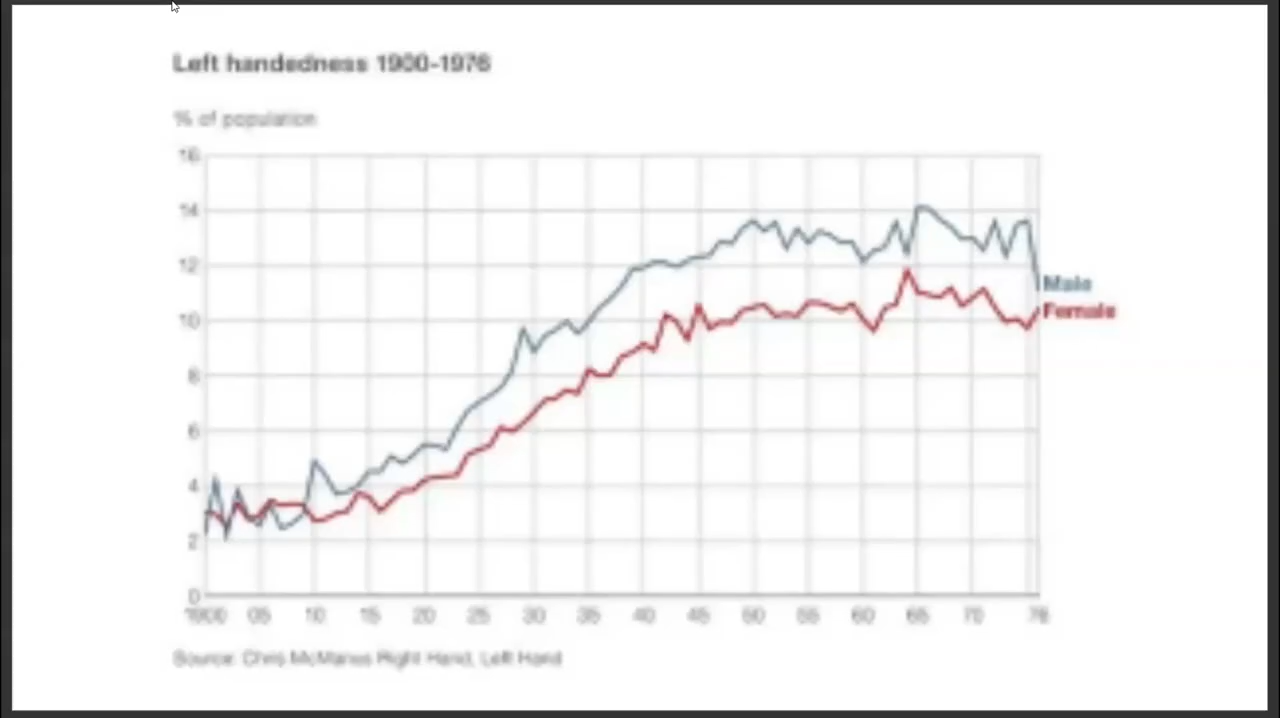 Left handedness 1900-1976
% of population
16
14
12
10
8
6
4
2
0
Male
Female
1900 05 10 15 20 25 30 35 40 45 50 55 60 65 70 76
Source: Chris McManus Right Hand, Left Hand